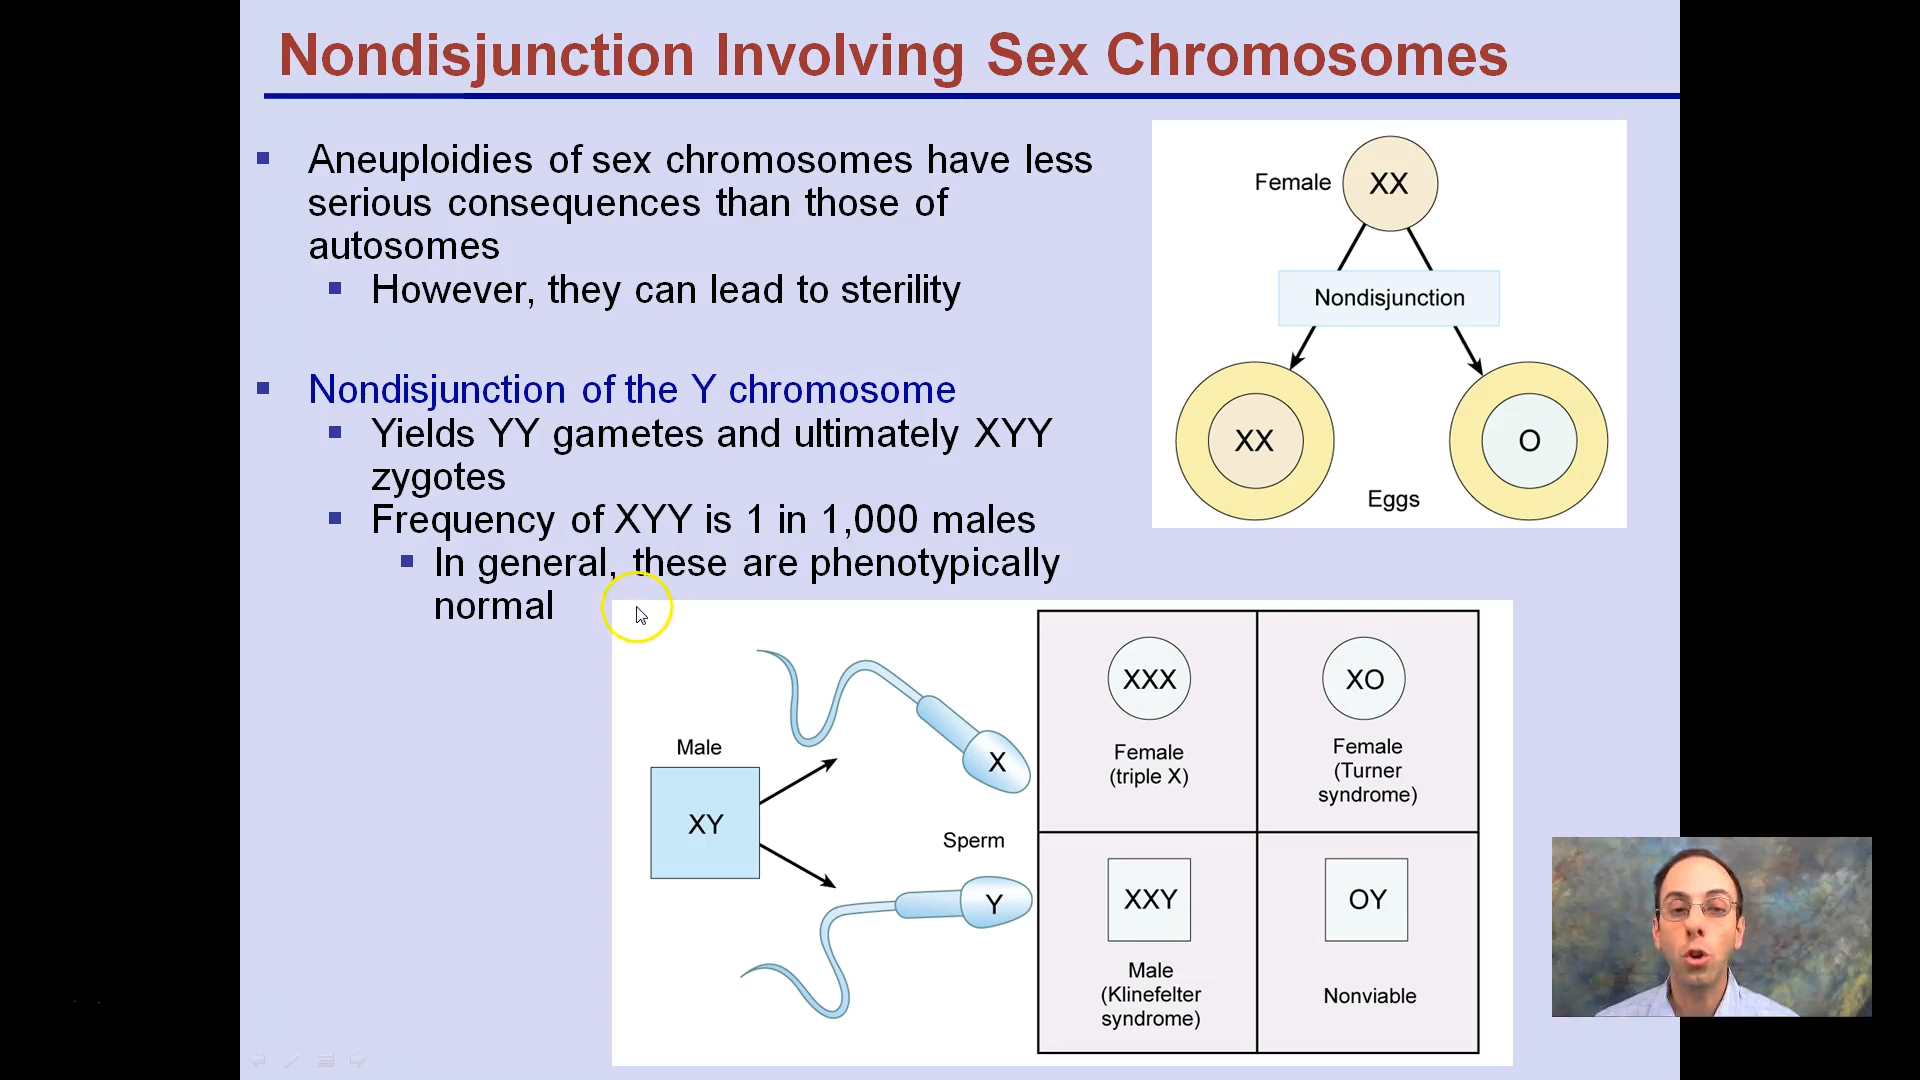 Nondisjunction Involving Sex Chromosomes
Aneuploidies of sex chromosomes have less
serious consequences than those of
autosomes
However, they can lead to sterility
Nondisjunction of the Y chromosome
Yields YY gametes and ultimately XYY
zygotes
Frequency of XYY is 1 in 1,000 males
In general, these are phenotypically
normal
Female
XX
Nondisjunction
XX
O
Eggs
Male
XY
X
Sperm
Y
XXX
Female
(triple X)
XO
Female
(Turner
syndrome)
XXY
Male
(Klinefelter
syndrome)
OY
Nonviable